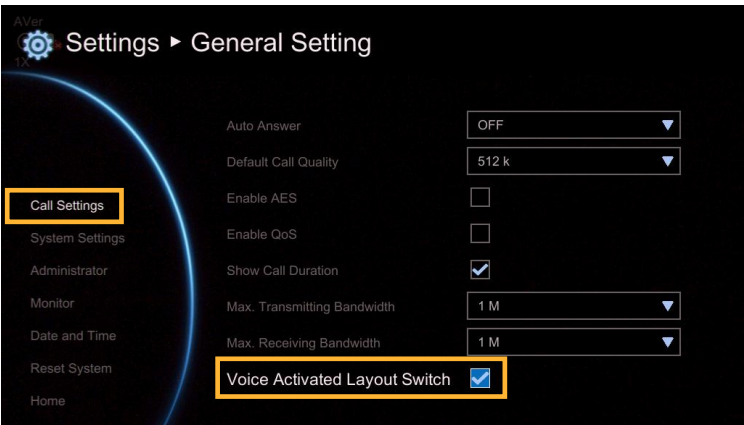 AVer
1X
Settings ▸ General Setting
Call Settings
System Settings
Administrator
Monitor
Date and Time
Reset System
Home
Auto Answer OFF
Default Call Quality 512 k
Enable AES
Enable QoS
Show Call Duration
Max. Transmitting Bandwidth 1 M
Max. Receiving Bandwidth 1 M
Voice Activated Layout Switch